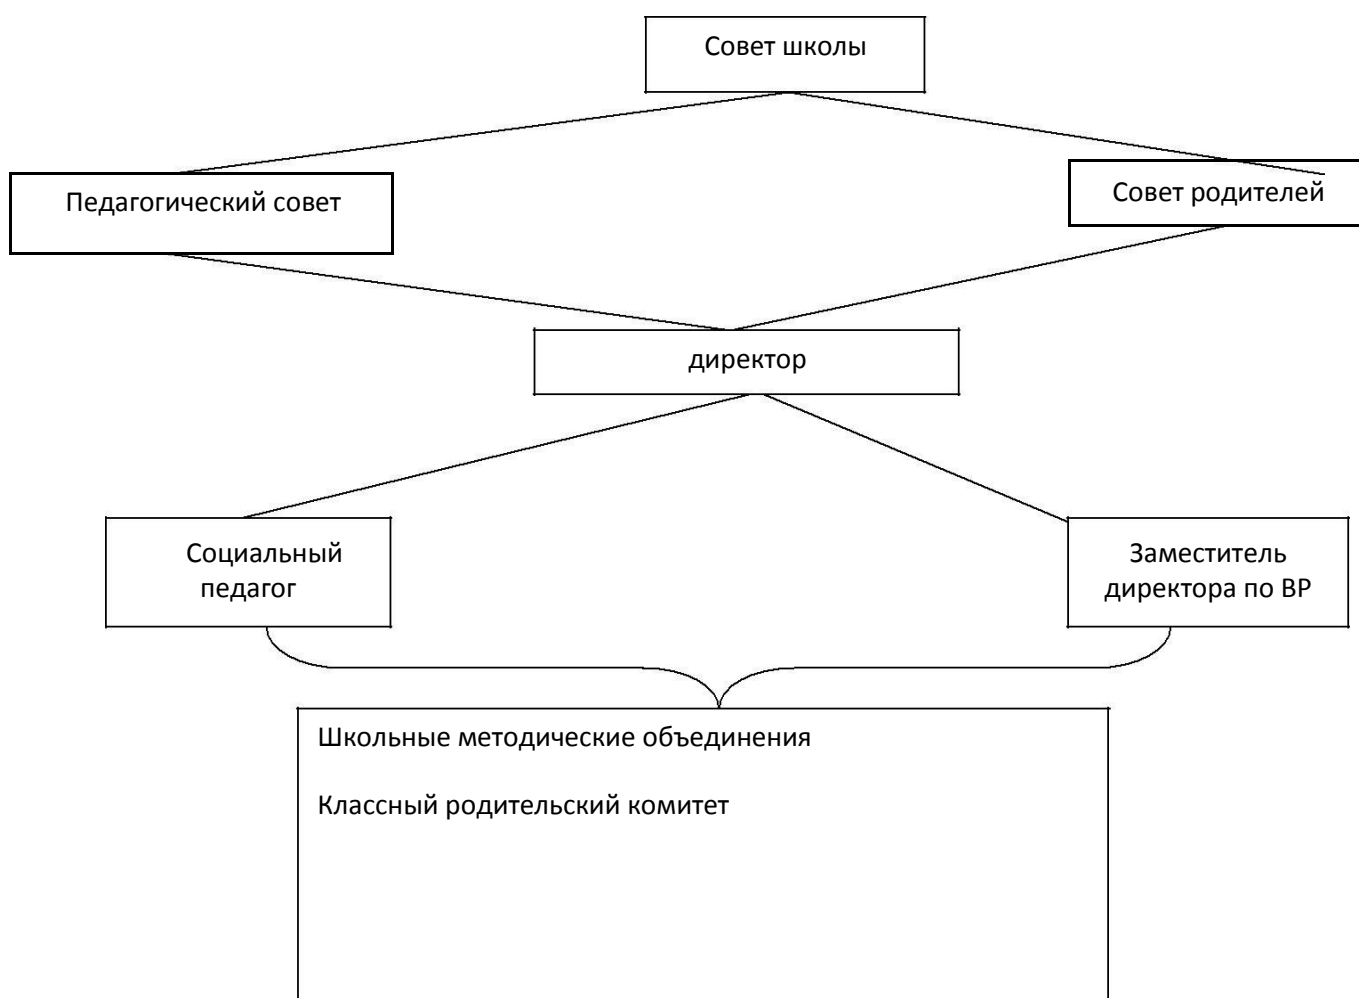 Совет школы
Педагогический совет
Совет родителей
директор
Социальный
педагог
Заместитель
директора по ВР
Школьные методические объединения
Классный родительский комитет